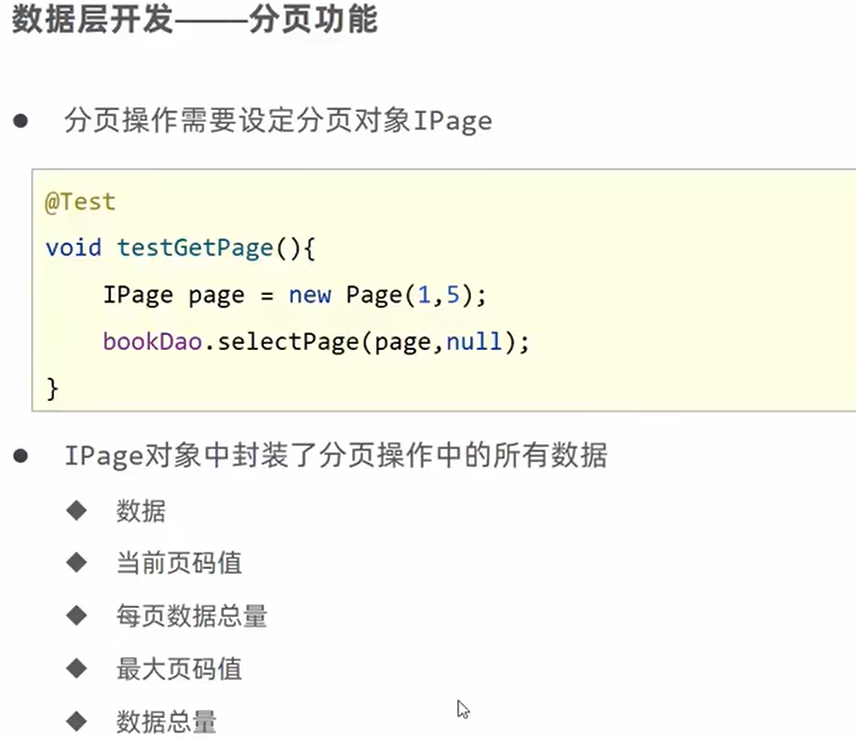 数据层开发——分页功能
● 分页操作需要设定分页对象IPage
@Test
void testGetPage(){
    IPage page = new Page(1,5);
    bookDao.selectPage(page,null);
}
● IPage对象中封装了分页操作中的所有数据
◆ 数据
◆ 当前页码值
◆ 每页数据总量
◆ 最大页码值
◆ 数据总量